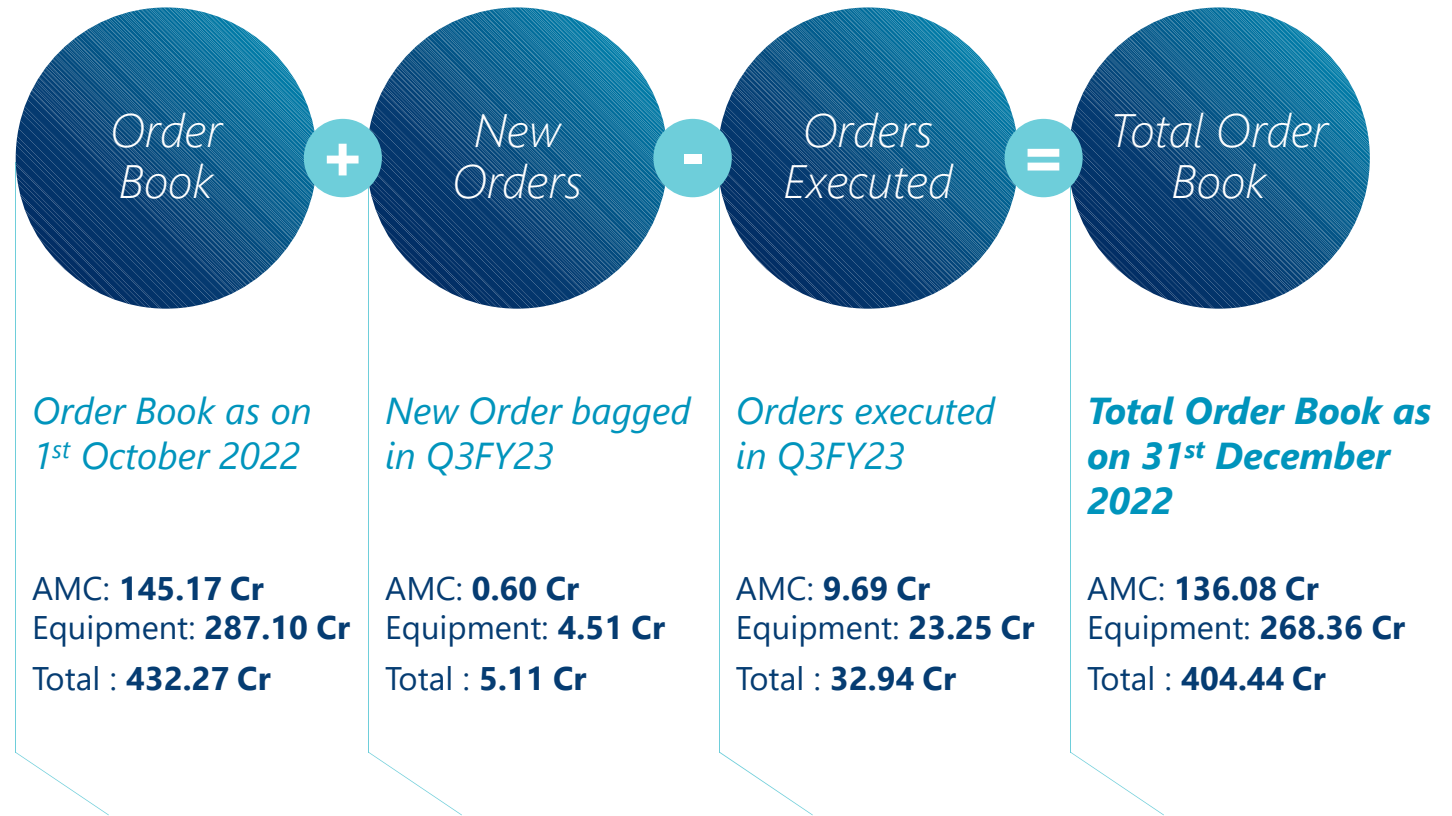 Order
Book
+
New
Orders
-
Orders
Executed
=
Total Order
Book
Order Book as on
1st October 2022
AMC: 145.17 Cr
Equipment: 287.10 Cr
Total : 432.27 Cr
New Order bagged
in Q3FY23
AMC: 0.60 Cr
Equipment: 4.51 Cr
Total : 5.11 Cr
Orders executed
in Q3FY23
AMC: 9.69 Cr
Equipment: 23.25 Cr
Total : 32.94 Cr
Total Order Book as
on 31st December
2022
AMC: 136.08 Cr
Equipment: 268.36 Cr
Total : 404.44 Cr